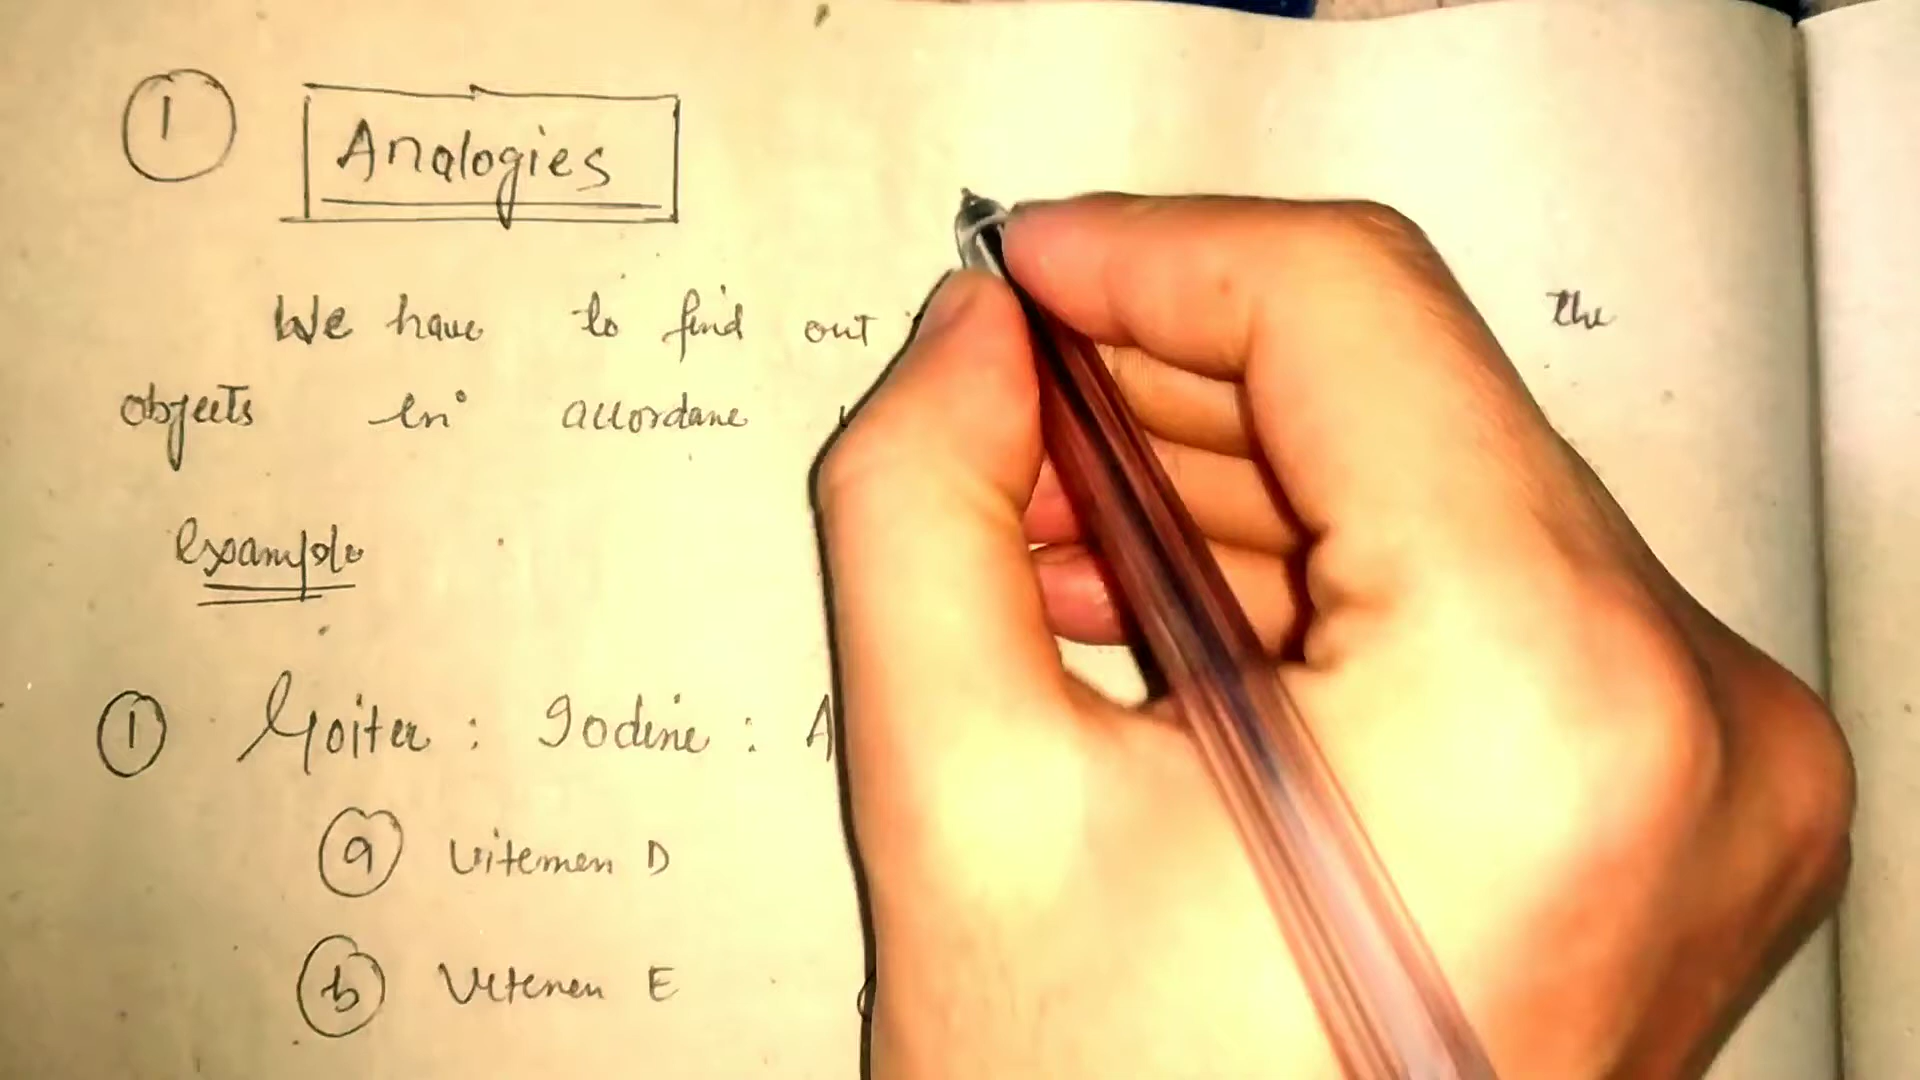 1 Analogies
We have to find out the
objects in accordane
example
1 Goiter : Iodine : A
a Vitemen D
b Vitemen E